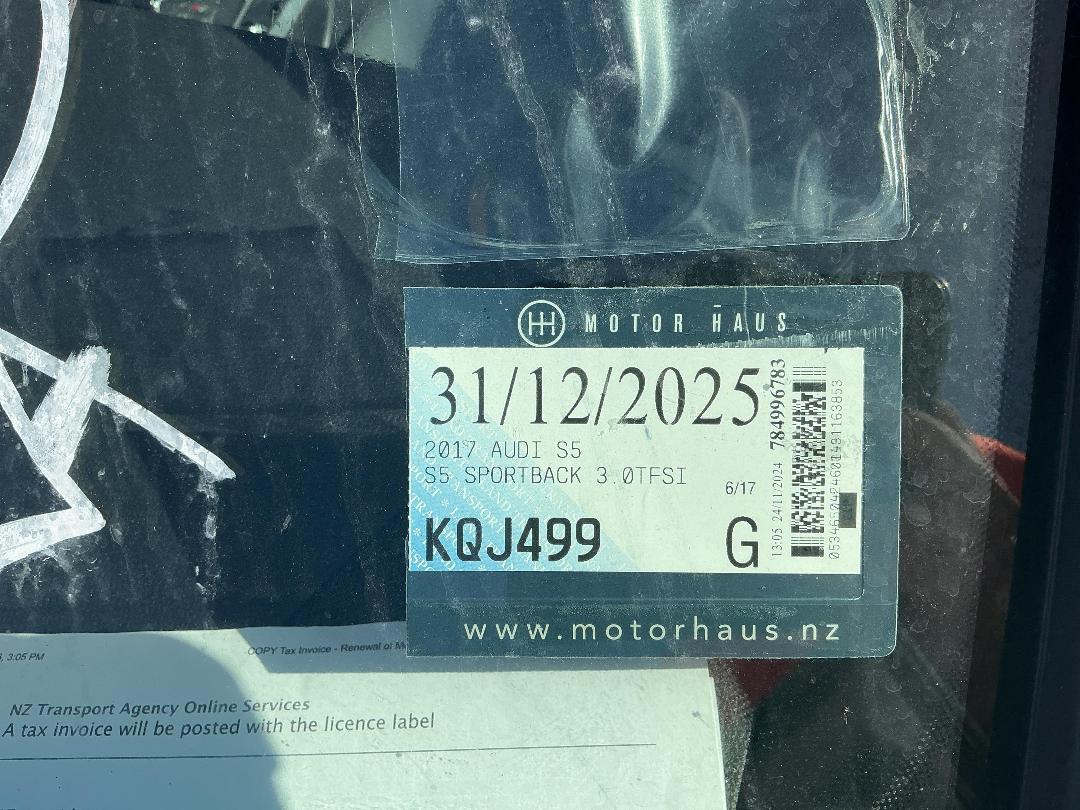 MOTOR HAUS
31/12/2025
2017 AUDI S5
S5 SPORTBACK 3.0TFSI
6/17
KQJ499
G
13:05 24/11/2024 784996783
www.motorhaus.nz
3:05 PM
COPY Tax Invoice - Renewal of
NZ Transport Agency Online Services
A tax invoice will be posted with the licence label